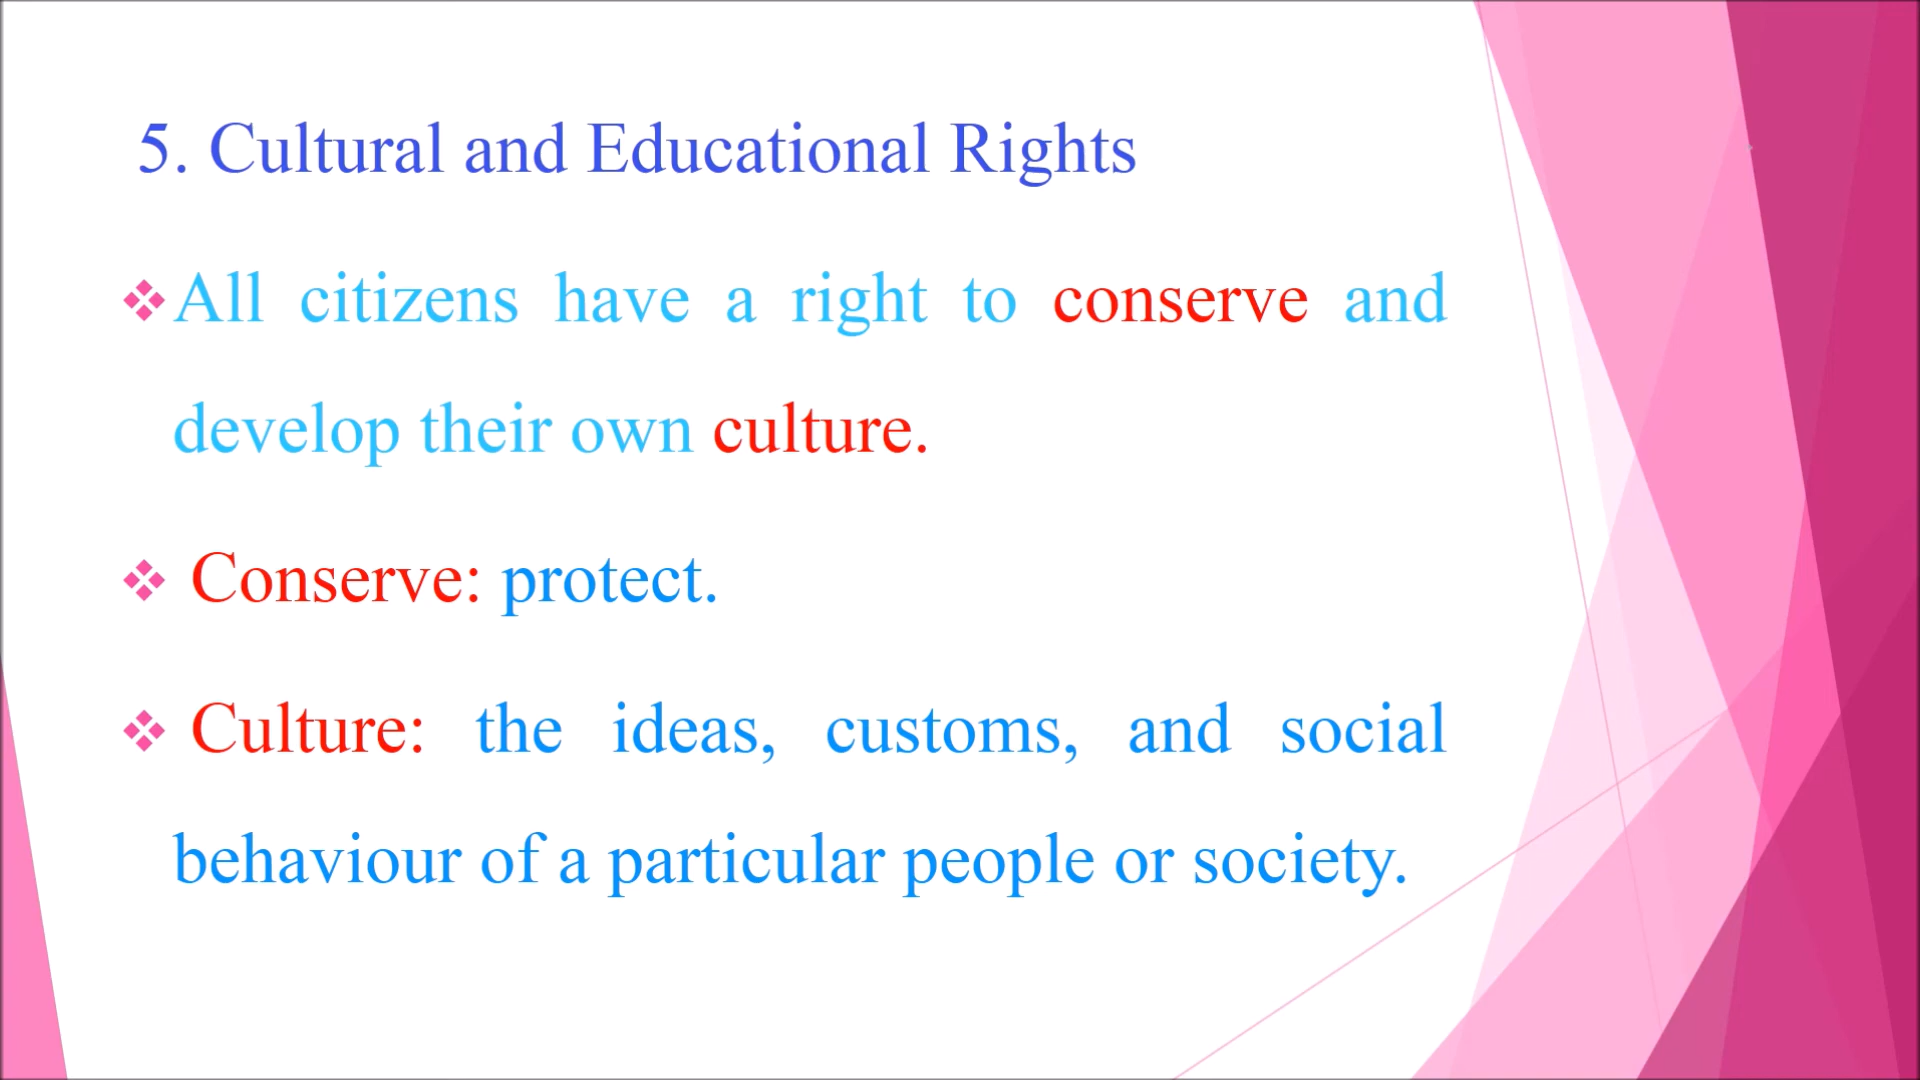 5. Cultural and Educational Rights
❖All citizens have a right to conserve and
develop their own culture.
❖ Conserve: protect.
❖ Culture: the ideas, customs, and social
behaviour of a particular people or society.